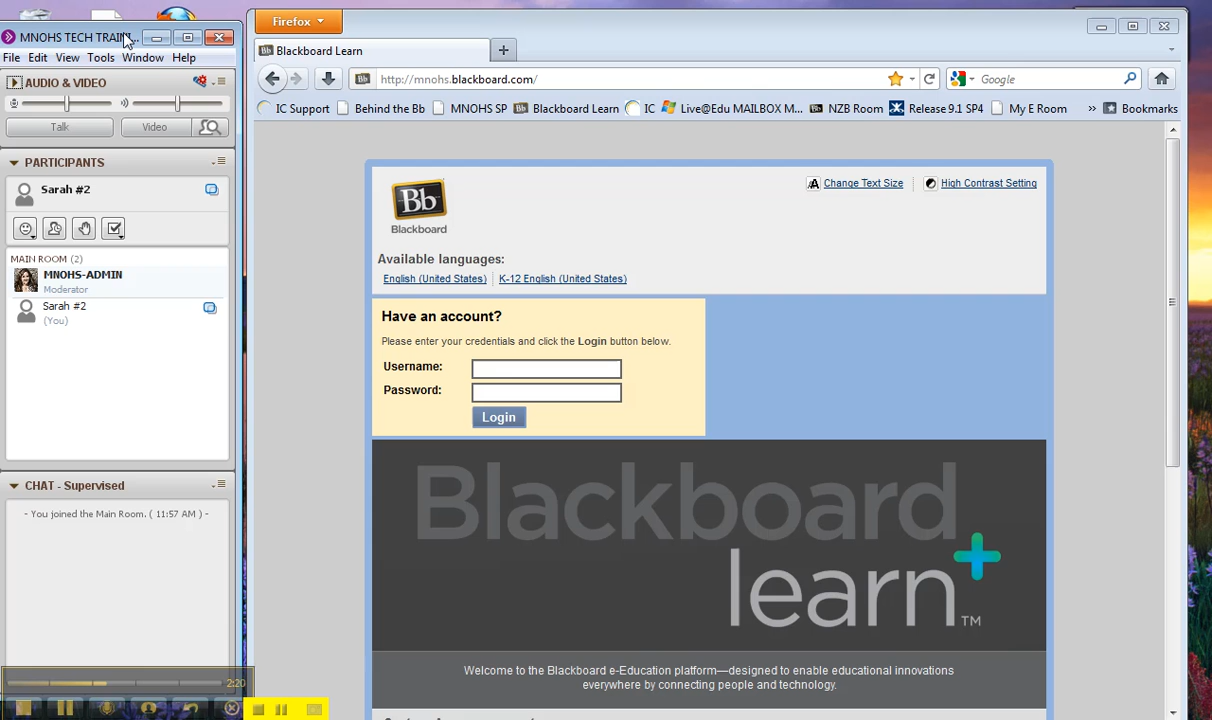 MNOHS TECH TRAIN...
File Edit View Tools Window Help
AUDIO & VIDEO
Talk Video
PARTICIPANTS
Sarah #2
MAIN ROOM (2)
MNOHS-ADMIN
Moderator
Sarah #2
(You)
CHAT - Supervised
- You joined the Main Room. ( 11:57 AM ) -
2:20
Firefox
Bb Blackboard Learn
http://mnohs.blackboard.com/ Google
IC Support Behind the Bb MNOHS SP Bb Blackboard Learn IC Live@Edu MAILBOX M... Bb NZB Room Release 9.1 SP4 My E Room » Bookmarks
Bb
Blackboard
A Change Text Size High Contrast Setting
Available languages:
English (United States) K-12 English (United States)
Have an account?
Please enter your credentials and click the Login button below.
Username:
Password:
Login
Blackboard
learn+™
Welcome to the Blackboard e-Education platform—designed to enable educational innovations
everywhere by connecting people and technology.